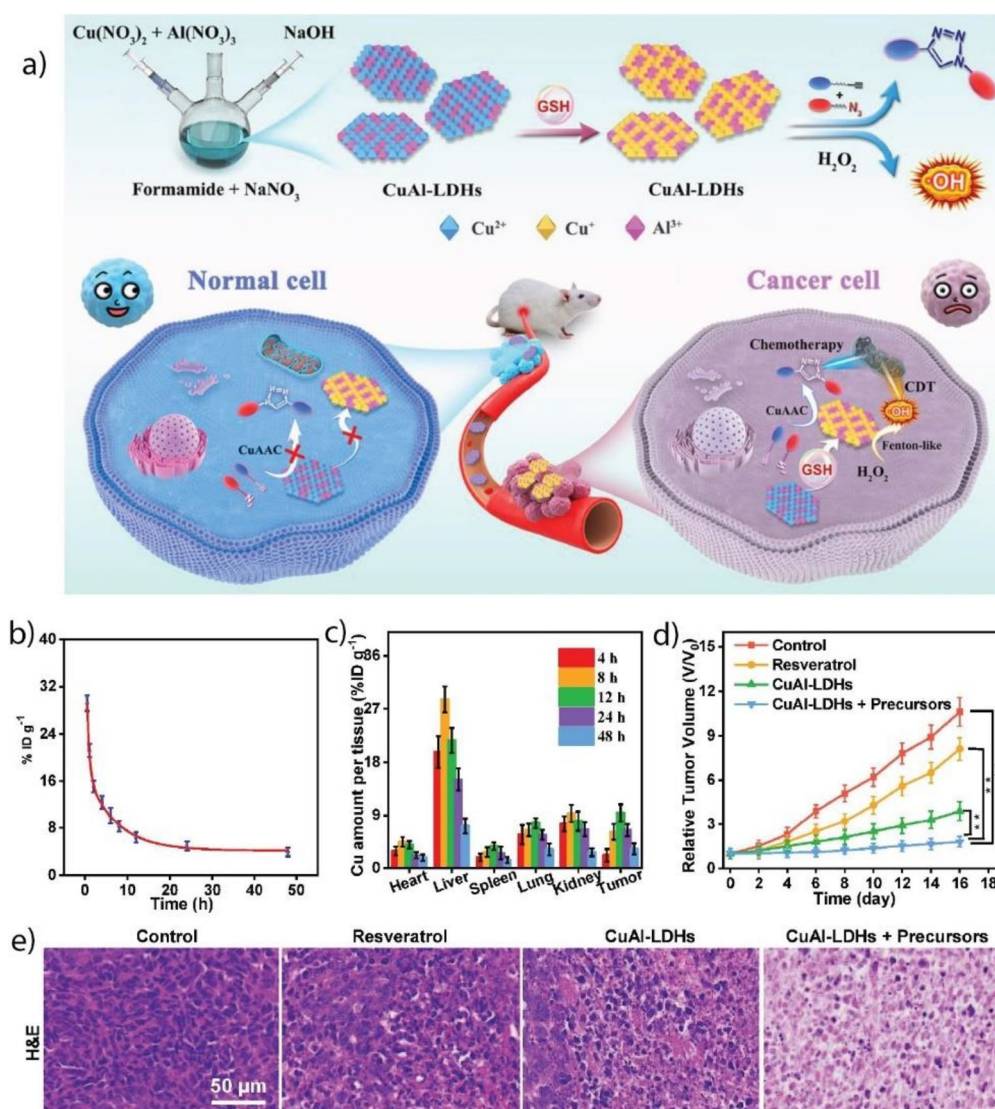 a)
Cu(NO₃)₂ + Al(NO₃)₃
NaOH
Formamide + NaNO₃
CuAl-LDHs
GSH
CuAl-LDHs
+
N₃
H₂O₂
N=N
N
·OH
Cu²⁺
Cu⁺
Al³⁺
Normal cell
Cancer cell
CuAAC
Chemotherapy
CuAAC
CDT
·OH
Fenton-like
GSH
H₂O₂
b)
% ID g⁻¹
40
32
24
16
8
0
10
20
30
40
50
Time (h)
c)
Cu amount per tissue (%ID g⁻¹)
36
27
18
9
0
4 h
8 h
12 h
24 h
48 h
Heart
Liver
Spleen
Lung
Kidney
Tumor
d)
Relative Tumor Volume (V/V₀)
15
12
9
6
3
0
Control
Resveratrol
CuAl-LDHs
CuAl-LDHs + Precursors
**
**
0
2
4
6
8
10
12
14
16
18
Time (day)
e)
Control
Resveratrol
CuAl-LDHs
CuAl-LDHs + Precursors
H&E
50 μm